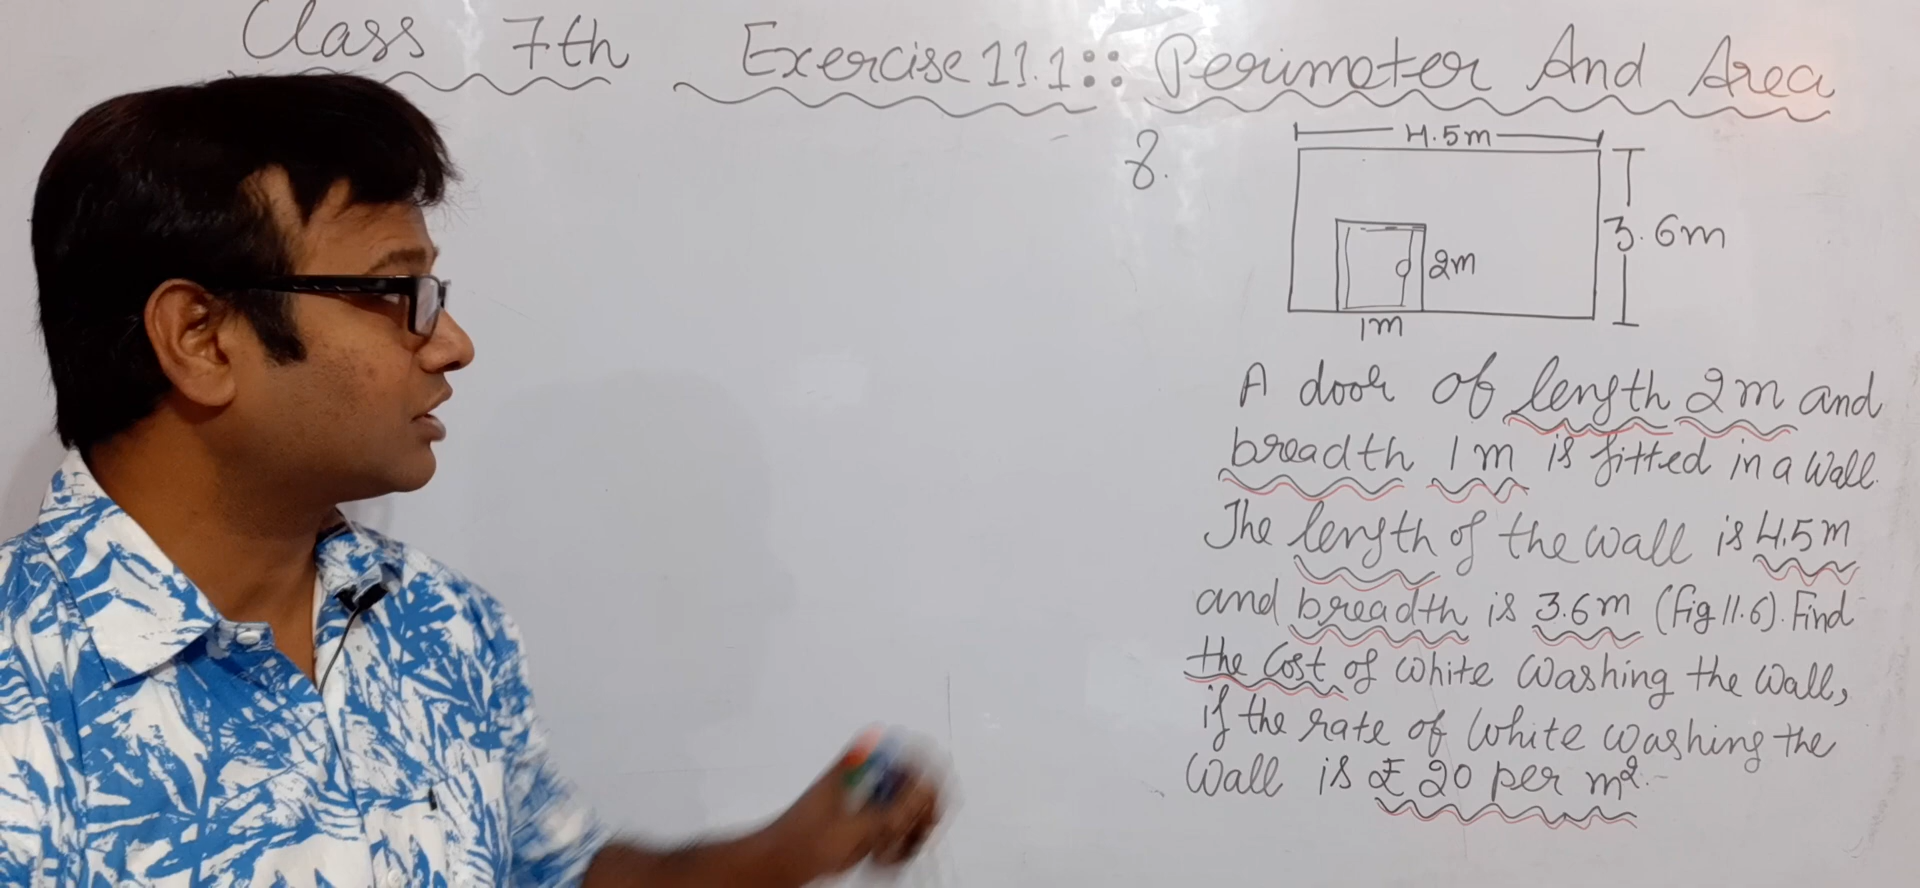 Class 7th Exercise 11.1:: Perimeter And Area
8.
4.5m
3.6m
2m
1m
A door of length 2m and
breadth 1m is fitted in a wall.
The length of the wall is 4.5m
and breadth is 3.6m (fig 11.6). Find
the Cost of white washing the wall,
if the rate of white washing the
wall is ₹ 20 per m².